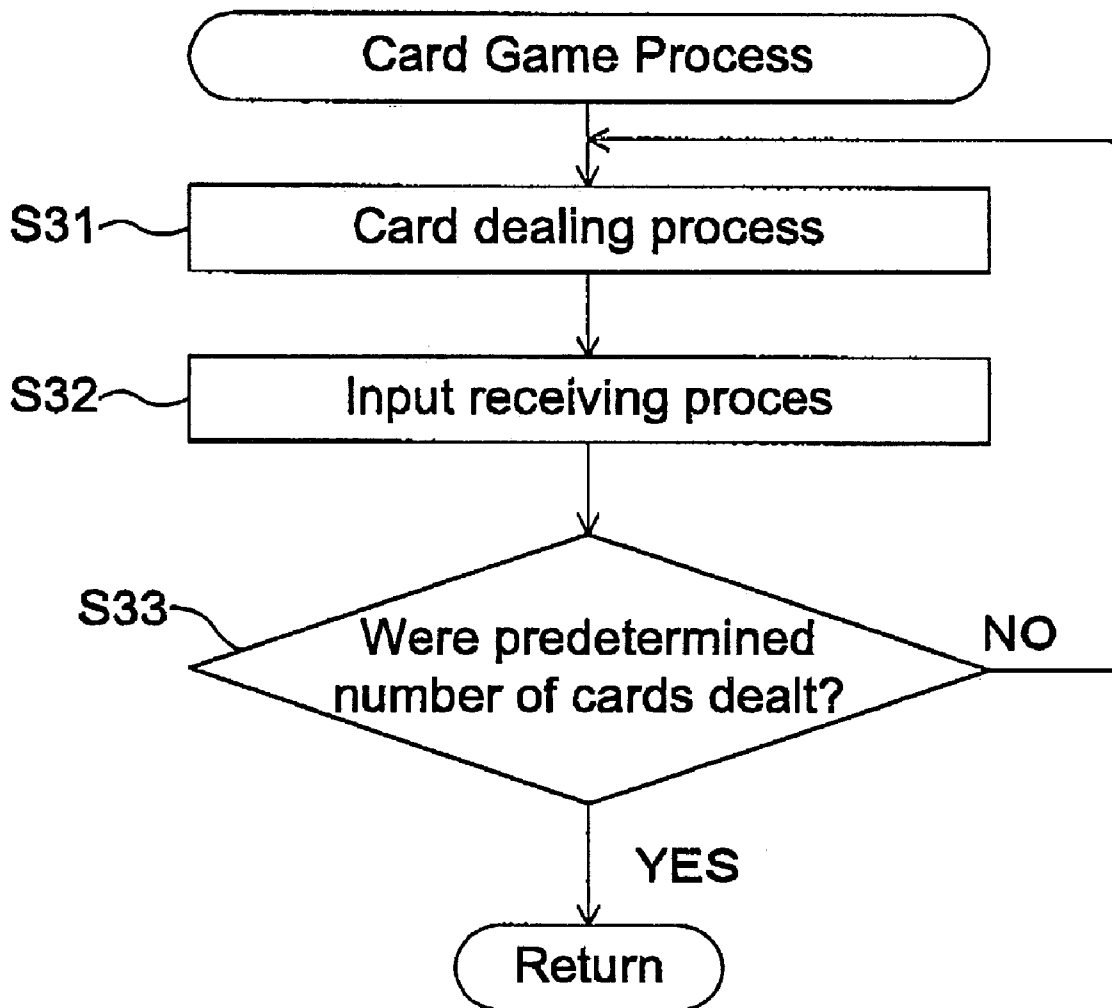 Card Game Process
S31
Card dealing process
S32
Input receiving proces
S33
Were predetermined
number of cards dealt?
NO
YES
Return